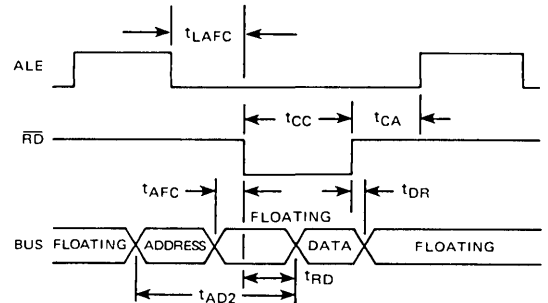 tLAFC
ALE
tCC
tCA
RD
tAFC
tDR
FLOATING
BUS FLOATING ADDRESS DATA FLOATING
tRD
tAD2